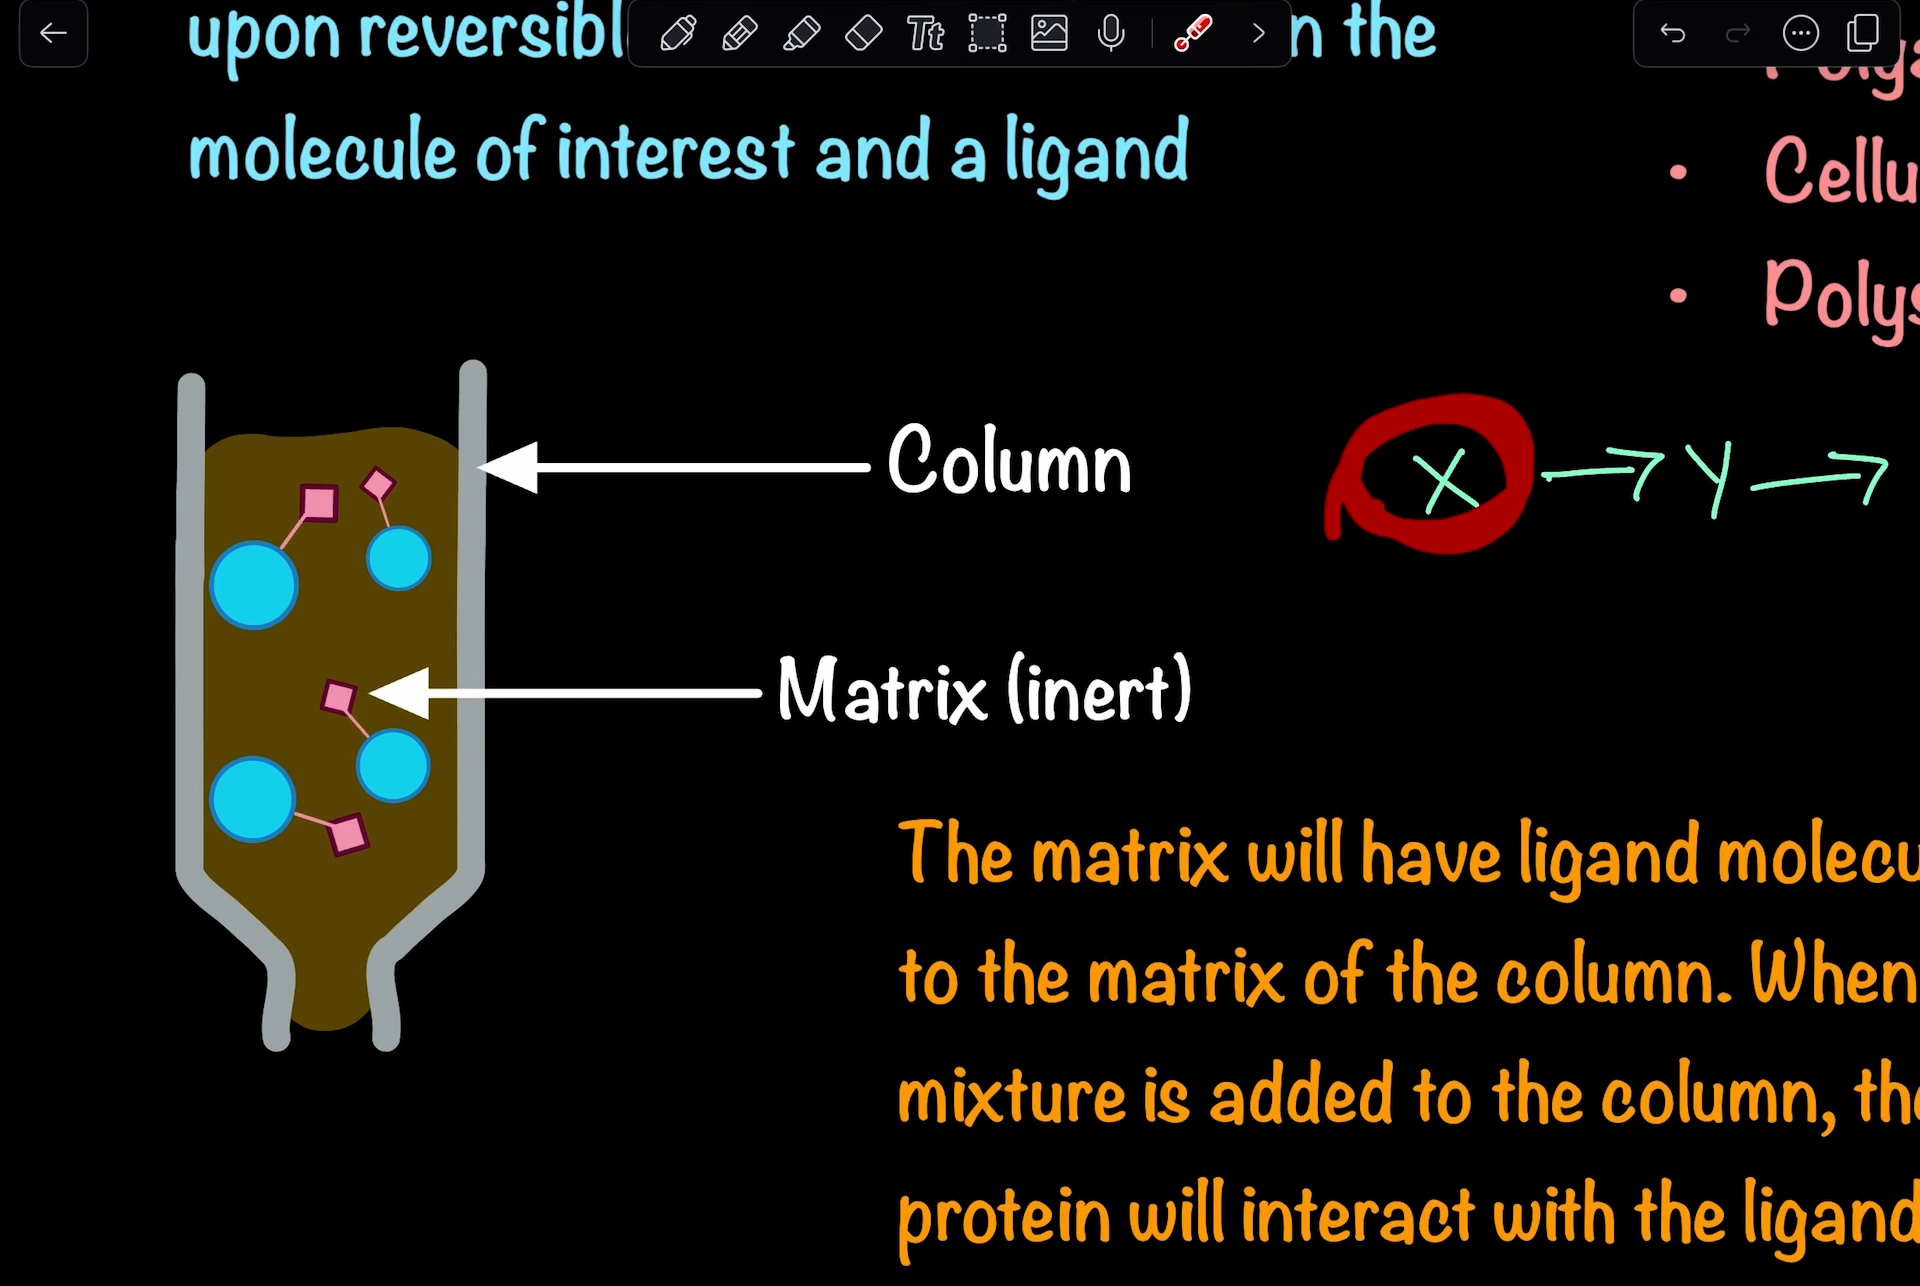 upon reversibl
n the
molecule of interest and a ligand
• Cellu
• Polys
Tt
Column
X → Y →
Matrix (inert)
The matrix will have ligand molecu
to the matrix of the column. When
mixture is added to the column, the
protein will interact with the ligand